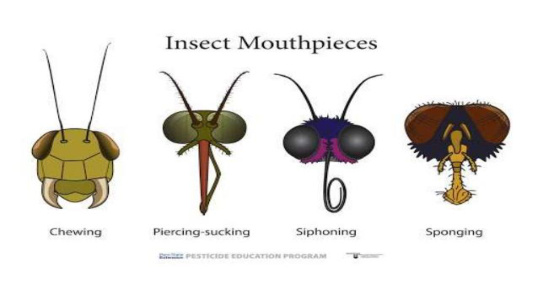 Insect Mouthpieces
Chewing
Piercing-sucking
Siphoning
Sponging
PESTICIDE EDUCATION PROGRAM